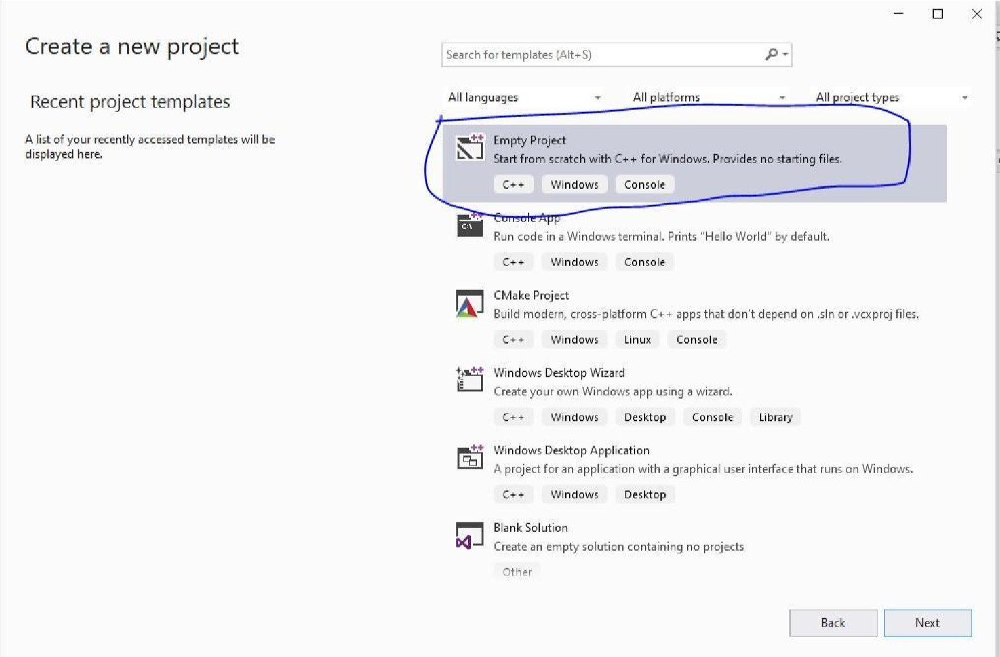 Create a new project
Search for templates (Alt+S)
Recent project templates
All languages
All platforms
All project types
A list of your recently accessed templates will be
displayed here.
Empty Project
Start from scratch with C++ for Windows. Provides no starting files.
C++ Windows Console
Console App
C:\
Run code in a Windows terminal. Prints "Hello World" by default.
C++ Windows Console
CMake Project
Build modern, cross-platform C++ apps that don't depend on .sln or .vcxproj files.
C++ Windows Linux Console
Windows Desktop Wizard
Create your own Windows app using a wizard.
C++ Windows Desktop Console Library
Windows Desktop Application
A project for an application with a graphical user interface that runs on Windows.
C++ Windows Desktop
Blank Solution
Create an empty solution containing no projects
Other
Back Next